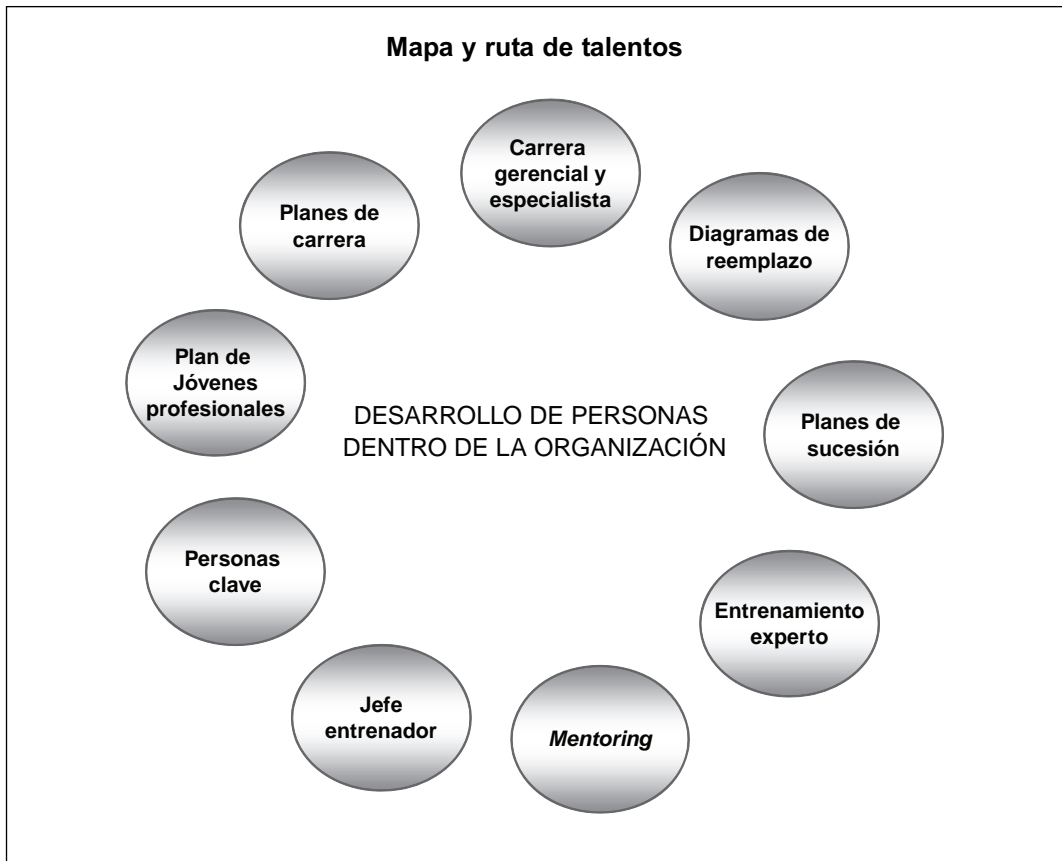 Mapa y ruta de talentos
Carrera
gerencial y
especialista
Diagramas de
reemplazo
Planes de
sucesión
Entrenamiento
experto
Mentoring
Jefe
entrenador
Personas
clave
Plan de
Jóvenes
profesionales
Planes de
carrera
DESARROLLO DE PERSONAS
DENTRO DE LA ORGANIZACIÓN